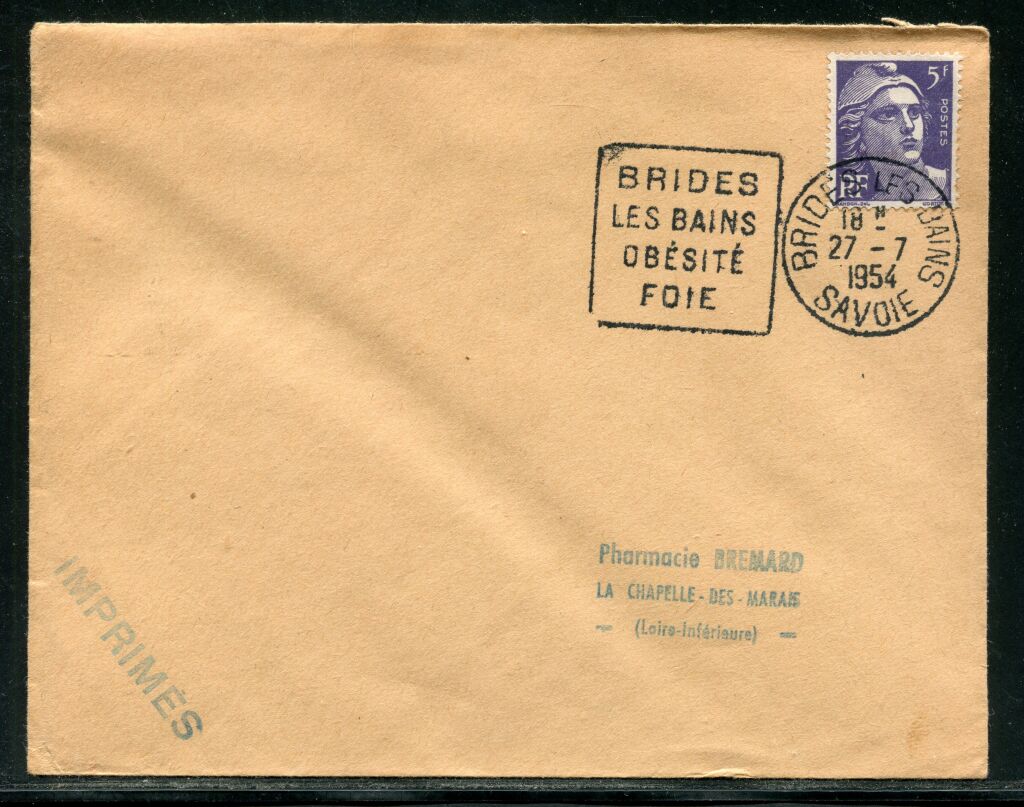 5F
POSTES
RF
BRIDES
LES BAINS
OBÉSITÉ
FOIE
BRIDES LES BAINS
18 H
27 - 7
1954
SAVOIE
Pharmacie BREMARD
LA CHAPELLE - DES - MARAIS
— (Loire-Inférieure) —
IMPRIMÉS